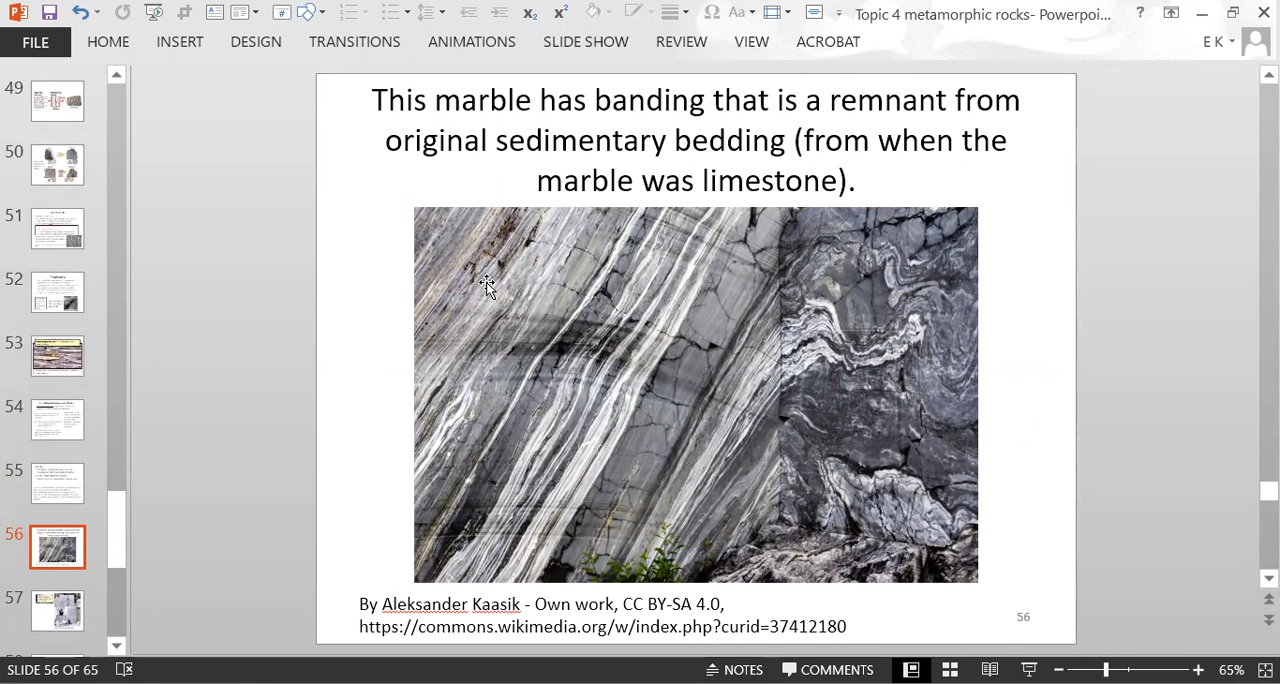 Topic 4 metamorphic rocks- Powerpoi...
FILE
HOME
INSERT
DESIGN
TRANSITIONS
ANIMATIONS
SLIDE SHOW
REVIEW
VIEW
ACROBAT
E K
49
50
51
52
53
54
55
56
57
This marble has banding that is a remnant from
original sedimentary bedding (from when the
marble was limestone).
By Aleksander Kaasik - Own work, CC BY-SA 4.0,
https://commons.wikimedia.org/w/index.php?curid=37412180
56
SLIDE 56 OF 65
NOTES
COMMENTS
65%